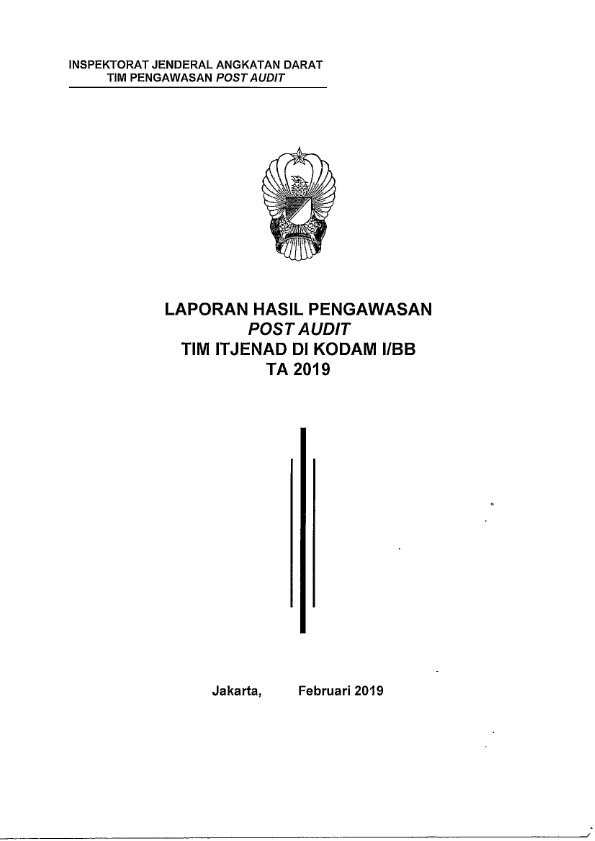 INSPEKTORAT JENDERAL ANGKATAN DARAT
TIM PENGAWASAN POST AUDIT
LAPORAN HASIL PENGAWASAN
POST AUDIT
TIM ITJENAD DI KODAM I/BB
TA 2019
Jakarta, Februari 2019